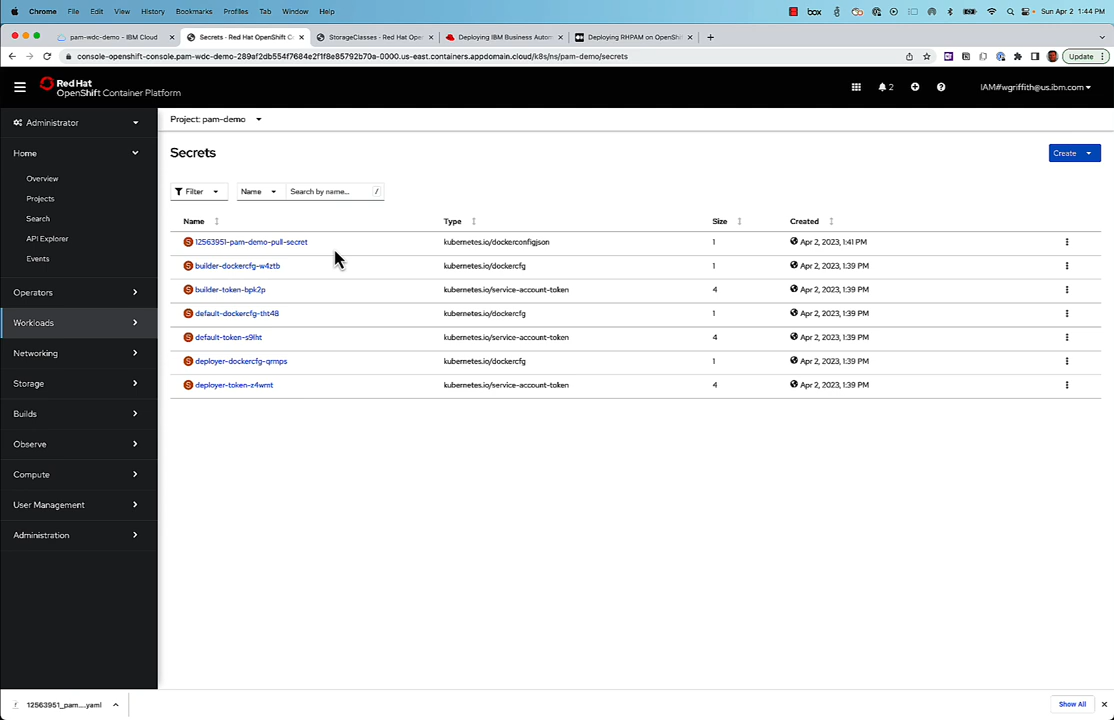 Chrome File Edit View History Bookmarks Profiles Tab Window Help box Sun Apr 2 1:44 PM
pam-wdc-demo - IBM Cloud Secrets - Red Hat OpenShift C StorageClasses - Red Hat Ope Deploying IBM Business Autom Deploying RHPAM on OpenShi
console-openshift-console.pam-wdc-demo-289af2db554f7684e2f1f8e85792b70a-0000.us-east.containers.appdomain.cloud/k8s/ns/pam-demo/secrets Update
Red Hat
OpenShift Container Platform
2 IAM#wgriffith@us.ibm.com
Administrator
Home
Overview
Projects
Search
API Explorer
Events
Operators
Workloads
Networking
Storage
Builds
Observe
Compute
User Management
Administration
Project: pam-demo
Secrets
Create
Filter Name Search by name... /
Name Type Size Created
S 12563951-pam-demo-pull-secret kubernetes.io/dockerconfigjson 1 Apr 2, 2023, 1:41 PM
S builder-dockercfg-w4ztb kubernetes.io/dockercfg 1 Apr 2, 2023, 1:39 PM
S builder-token-bpk2p kubernetes.io/service-account-token 4 Apr 2, 2023, 1:39 PM
S default-dockercfg-tht48 kubernetes.io/dockercfg 1 Apr 2, 2023, 1:39 PM
S default-token-s9lht kubernetes.io/service-account-token 4 Apr 2, 2023, 1:39 PM
S deployer-dockercfg-qrmps kubernetes.io/dockercfg 1 Apr 2, 2023, 1:39 PM
S deployer-token-z4wmt kubernetes.io/service-account-token 4 Apr 2, 2023, 1:39 PM
12563951_pam....yaml Show All